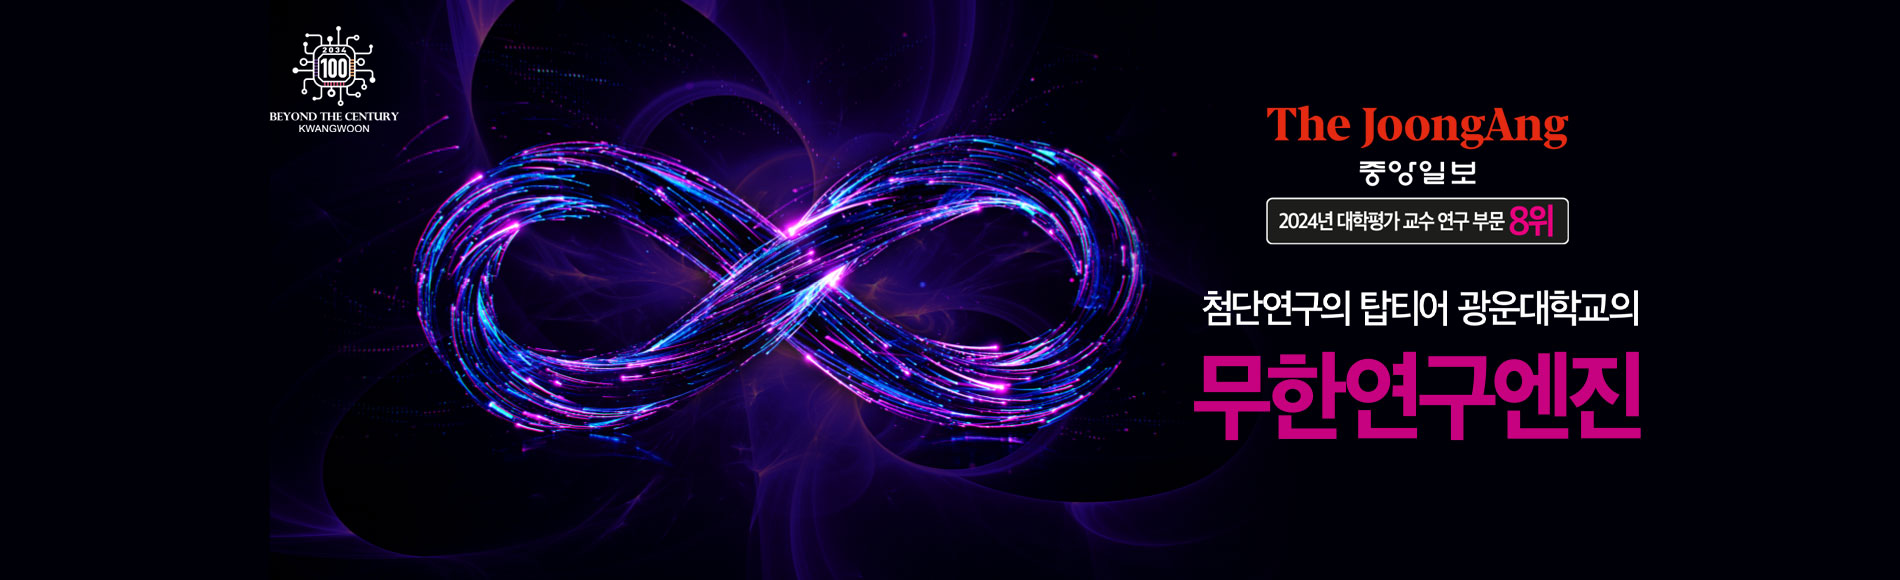 2034
100
BEYOND THE CENTURY
KWANGWOON
The JoongAng
중앙일보
2024년 대학평가 교수 연구 부문 8위
첨단연구의 탑티어 광운대학교의
무한연구엔진